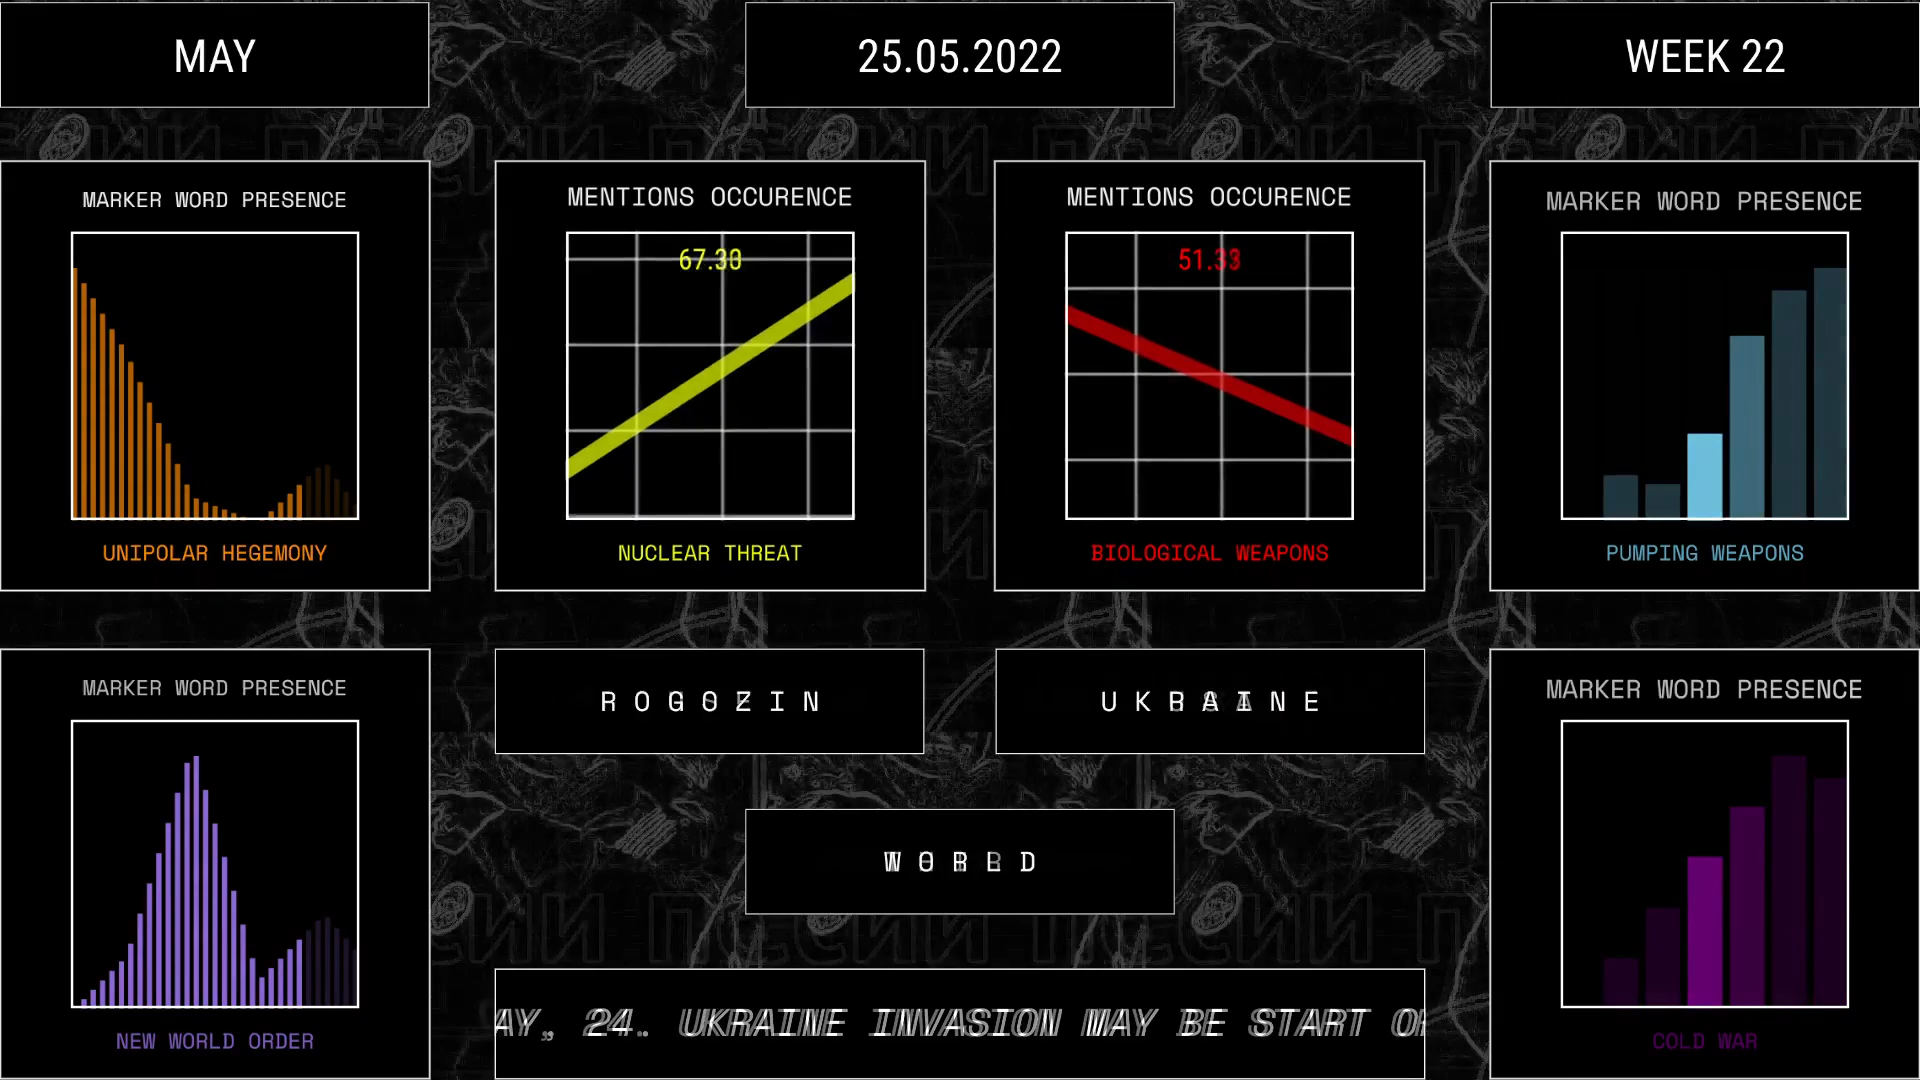 MAY
25.05.2022
WEEK 22
MARKER WORD PRESENCE
MENTIONS OCCURENCE
MENTIONS OCCURENCE
MARKER WORD PRESENCE
51.33
UNIPOLAR HEGEMONY
NUCLEAR THREAT
BIOLOGICAL WEAPONS
PUMPING WEAPONS
MARKER WORD PRESENCE
ROGOZIN
UKRAINE
MARKER WORD PRESENCE
WORLD
NEW WORLD ORDER
AY, 24. UKRAINE INVASION MAY BE START O
COLD WAR